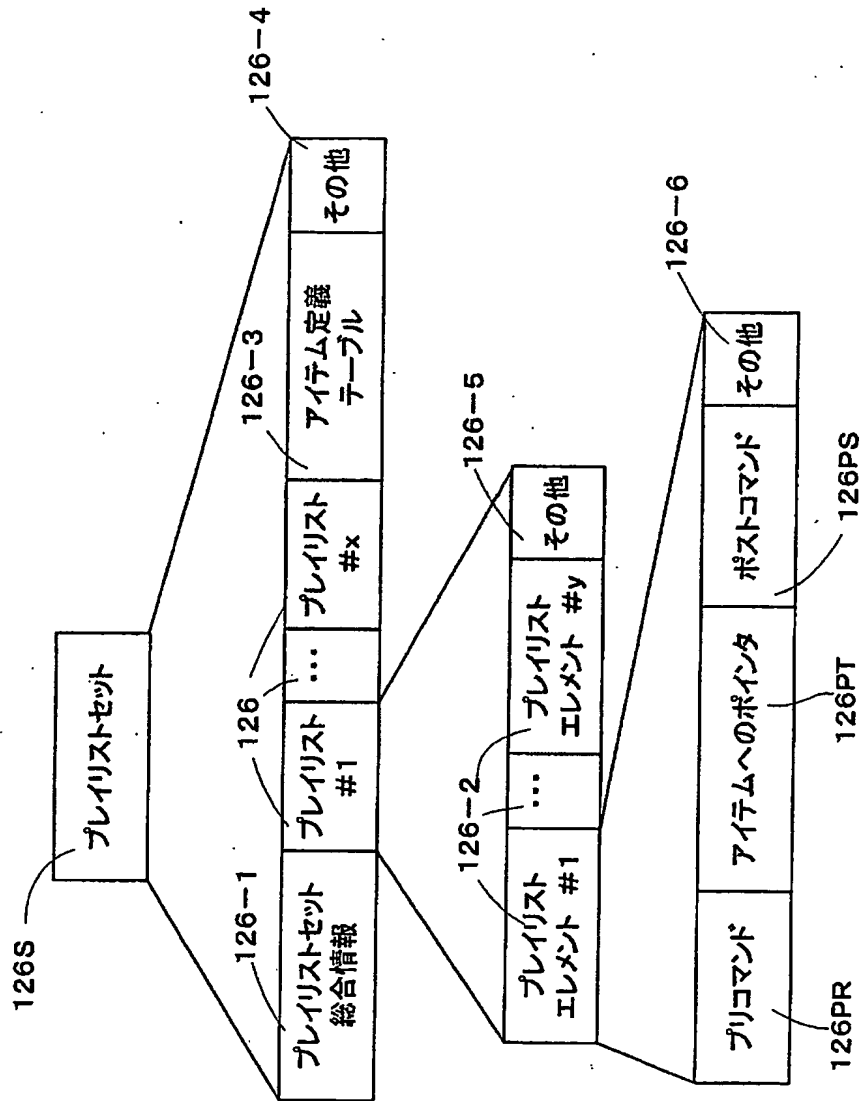 126S
プレイリストセット
126-1
126
126-3
126-4
プレイリストセット
総合情報
プレイリスト
#1
...
プレイリスト
#x
アイテム定義
テーブル
その他
126-2
126-5
プレイリスト
エレメント #1
...
プレイリスト
エレメント #y
その他
126-6
プリコマンド
アイテムへのポインタ
ポストコマンド
その他
126PR
126PT
126PS